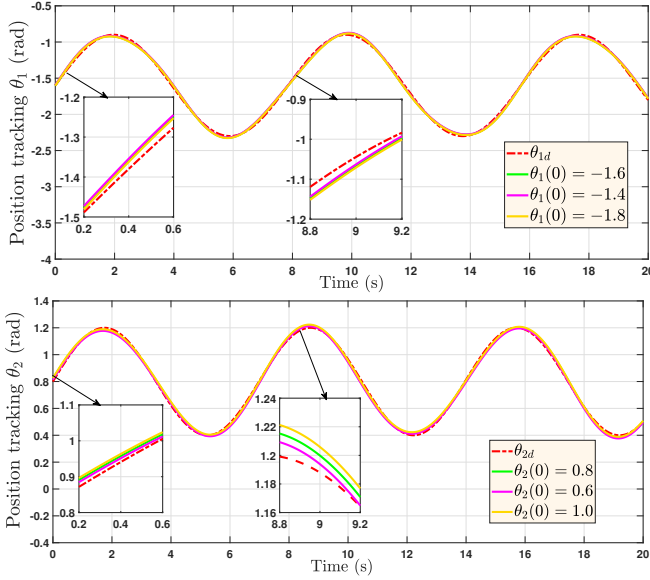 Position tracking θ₁ (rad)
-0.5
-1
-1.5
-2
-2.5
-3
-3.5
-4
0 2 4 6 8 10 12 14 16 18 20
Time (s)
-1.2
-1.3
-1.4
-1.5
0.2 0.4 0.6
-0.9
-1
-1.1
-1.2
8.8 9 9.2
θ₁d
θ₁(0) = −1.6
θ₁(0) = −1.4
θ₁(0) = −1.8
Position tracking θ₂ (rad)
1.4
1.2
1.0
0.8
0.6
0.4
0.2
0.0
-0.2
-0.4
0 2 4 6 8 10 12 14 16 18 20
Time (s)
1.1
1
0.9
0.8
0.2 0.4 0.6
1.24
1.22
1.20
1.18
1.16
8.8 9 9.2
θ₂d
θ₂(0) = 0.8
θ₂(0) = 0.6
θ₂(0) = 1.0